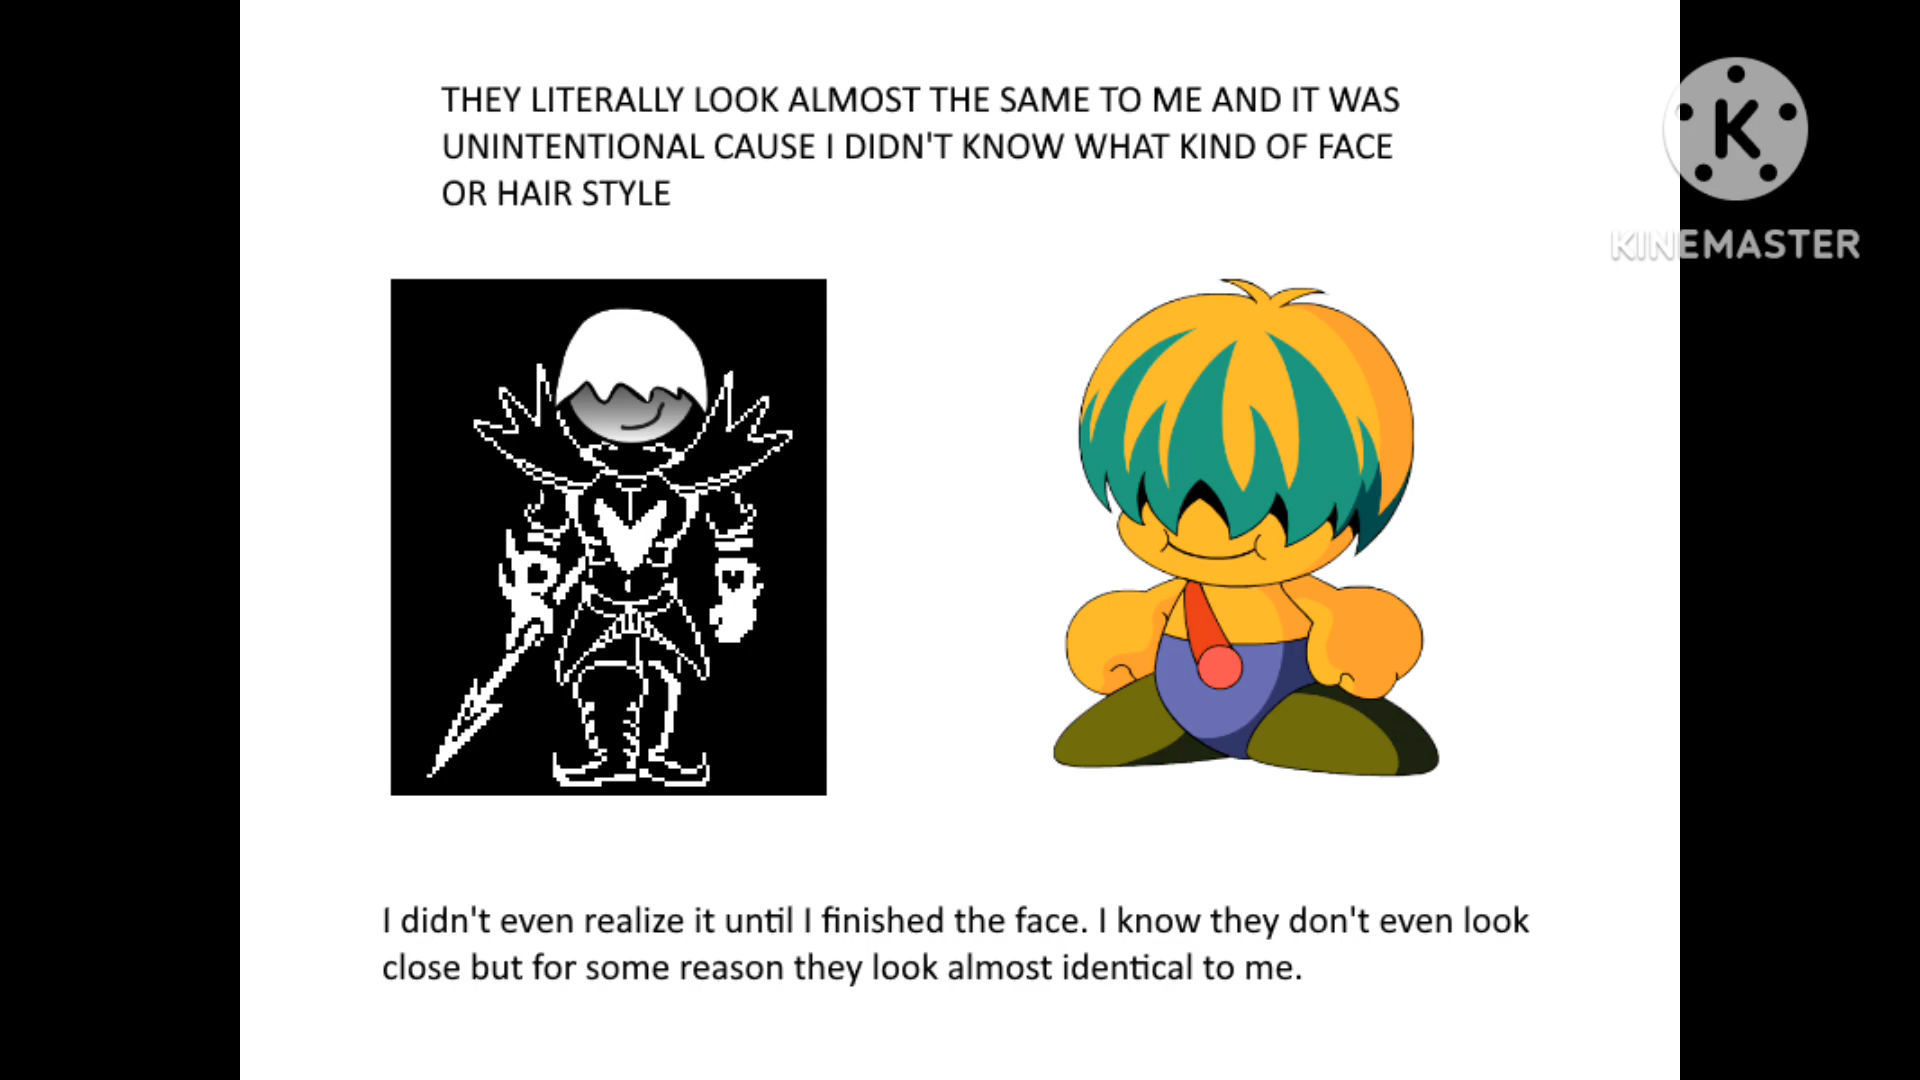 THEY LITERALLY LOOK ALMOST THE SAME TO ME AND IT WAS
UNINTENTIONAL CAUSE I DIDN'T KNOW WHAT KIND OF FACE
OR HAIR STYLE
K
KINEMASTER
I didn't even realize it until I finished the face. I know they don't even look
close but for some reason they look almost identical to me.